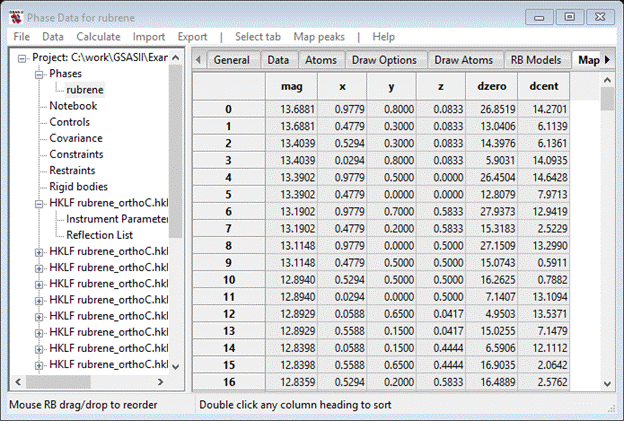 Phase Data for rubrene
File Data Import Export | Select tab Map peaks | Help
Project: C:\work\GSASII\Exam
Phases
rubrene
Notebook
Controls
Covariance
Constraints
Restraints
Rigid bodies
HKLF rubrene_orthoC.hkl
Instrument Parameter
Reflection List
HKLF rubrene_orthoC.hkl
HKLF rubrene_orthoC.hkl
HKLF rubrene_orthoC.hkl
HKLF rubrene_orthoC.hkl
HKLF rubrene_orthoC.hkl
HKLF rubrene_orthoC.hkl
HKLF rubrene_orthoC.hkl
General Data Atoms Draw Options Draw Atoms RB Models Map
mag x y z dzero dcent
0 13.6881 0.9779 0.8000 0.0833 26.8519 14.2701
1 13.6881 0.4779 0.3000 0.0833 13.0406 6.1139
2 13.4039 0.5294 0.3000 0.0833 14.3976 6.1361
3 13.4039 0.0294 0.8000 0.0833 5.9031 14.0935
4 13.3902 0.9779 0.5000 0.0000 26.4504 14.6428
5 13.3902 0.4779 0.0000 0.0000 12.8079 7.9713
6 13.1902 0.9779 0.7000 0.5833 27.9373 12.9419
7 13.1902 0.4779 0.2000 0.5833 15.3183 2.5229
8 13.1148 0.9779 0.0000 0.5000 27.1509 13.2990
9 13.1148 0.4779 0.5000 0.5000 15.0743 0.5911
10 12.8940 0.5294 0.5000 0.5000 16.2625 0.7882
11 12.8940 0.0294 0.0000 0.5000 7.1407 13.1094
12 12.8929 0.0588 0.6500 0.0417 4.9503 13.5371
13 12.8929 0.5588 0.1500 0.0417 15.0255 7.1479
14 12.8398 0.0588 0.1500 0.4444 6.5906 12.1112
15 12.8398 0.5588 0.6500 0.4444 16.9035 2.0642
16 12.8359 0.5294 0.2000 0.5833 16.4889 2.5762
Mouse RB drag/drop to reorder Double click any column heading to sort